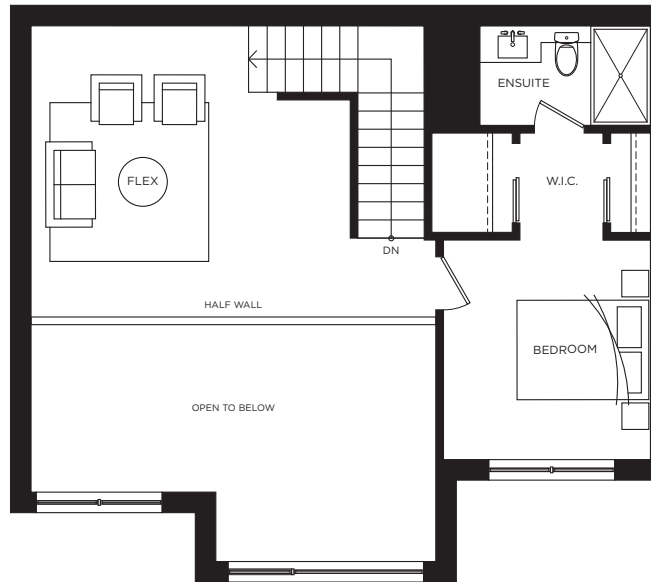 ENSUITE
FLEX
W.I.C.
DN
HALF WALL
BEDROOM
OPEN TO BELOW